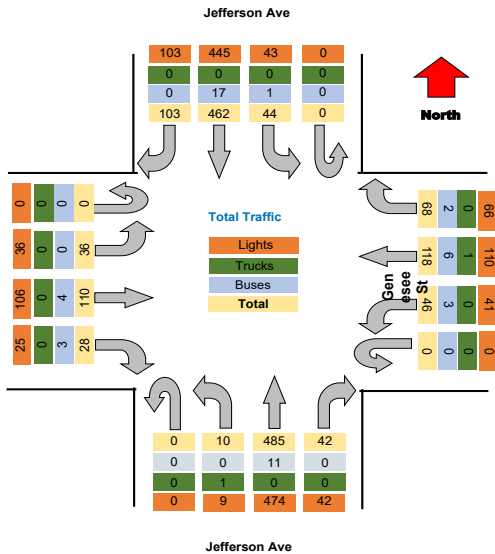 Jefferson Ave
103 445 43 0
0 0 0 0
0 17 1 0
103 462 44 0
North
0 0 0 0
36 0 0 36
106 0 4 110
25 0 3 28
Total Traffic
Lights
Trucks
Buses
Total
Gen
esee
St
68 2 0 66
118 6 1 110
46 3 0 41
0 0 0 0
0 10 485 42
0 0 11 0
0 1 0 0
0 9 474 42
Jefferson Ave